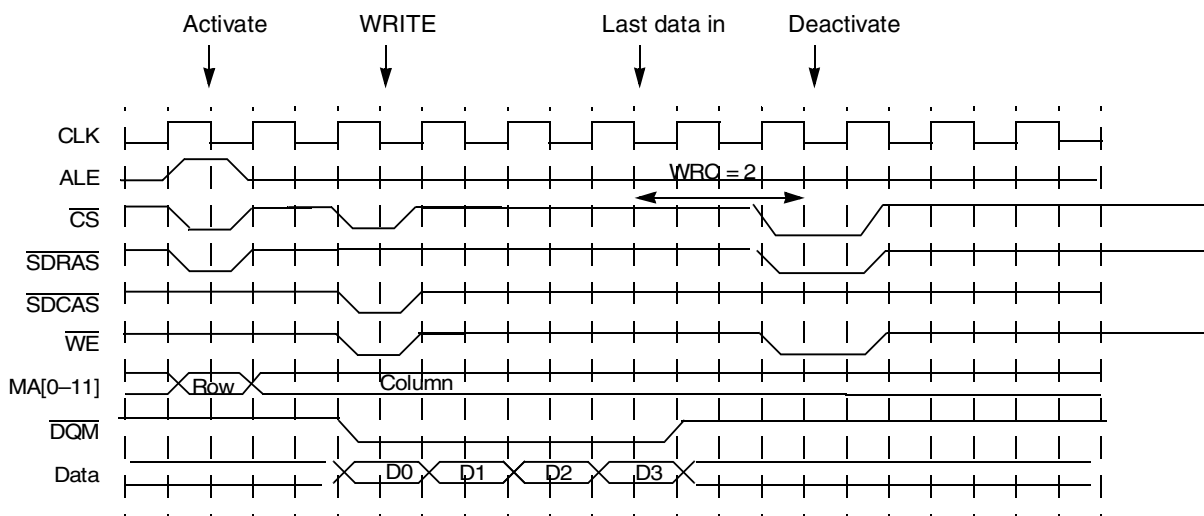 Activate WRITE Last data in Deactivate
CLK
ALE
WRC = 2
CS
SDRAS
SDCAS
WE
MA[0–11] Row Column
DQM
Data D0 D1 D2 D3